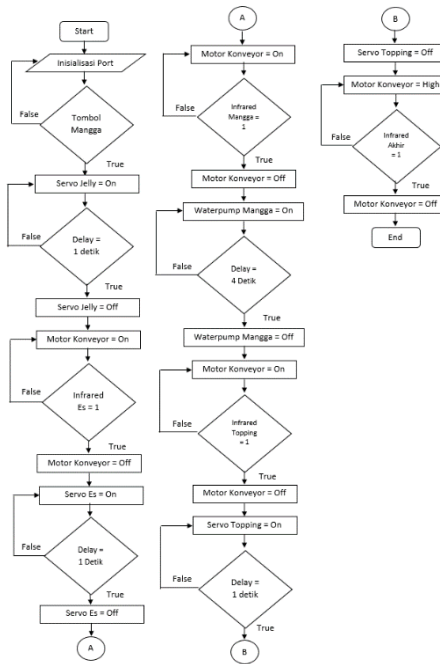 Start
Inisialisasi Port
False
Tombol
Mangga
True
Servo Jelly = On
False
Delay =
1 detik
True
Servo Jelly = Off
Motor Konveyor = On
False
Infrared
Es = 1
True
Motor Konveyor = Off
Servo Es = On
False
Delay =
1 Detik
True
Servo Es = Off
A
A
Motor Konveyor = On
False
Infrared
Mangga =
1
True
Motor Konveyor = Off
Waterpump Mangga = On
False
Delay =
4 Detik
True
Waterpump Mangga = Off
Motor Konveyor = On
False
Infrared
Topping
= 1
True
Motor Konveyor = Off
Servo Topping = On
False
Delay =
1 detik
True
B
B
Servo Topping = Off
Motor Konveyor = High
False
Infrared
Akhir
= 1
True
Motor Konveyor = Off
End